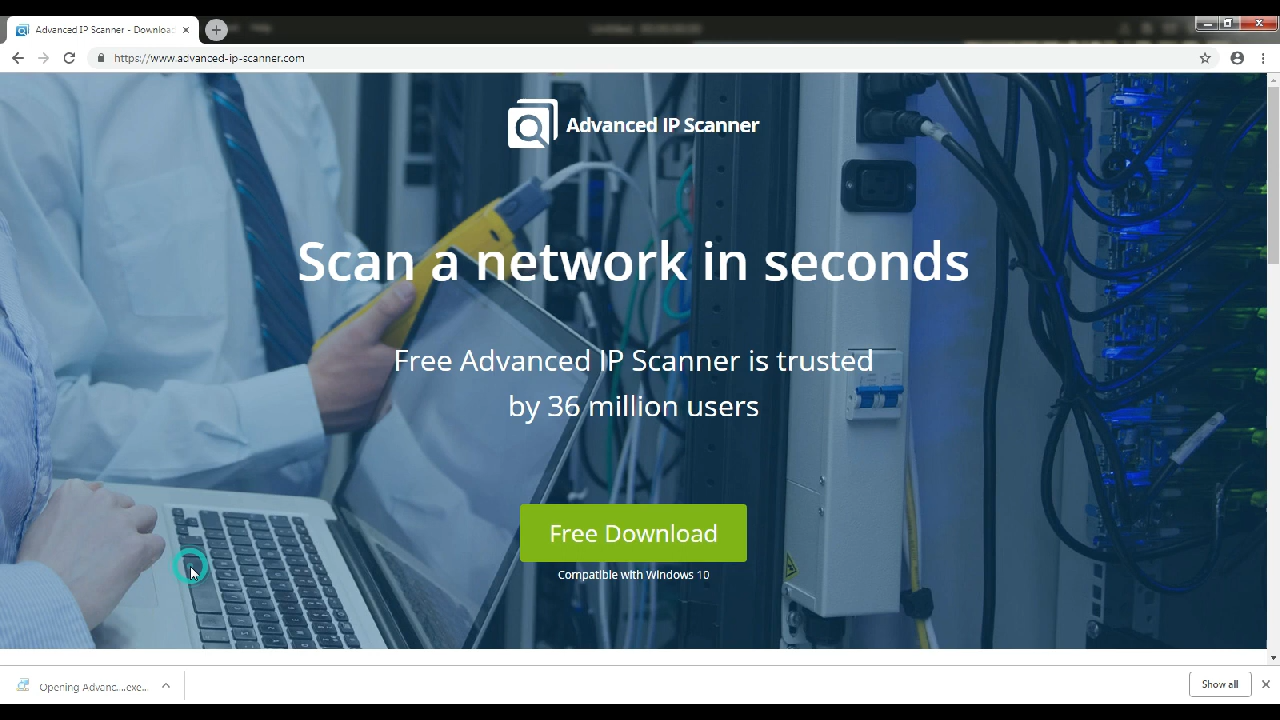 Advanced IP Scanner - Download
https://www.advanced-ip-scanner.com
Advanced IP Scanner
Scan a network in seconds
Free Advanced IP Scanner is trusted
by 36 million users
Free Download
Compatible with Windows 10
Opening Advanc....exe...
Show all